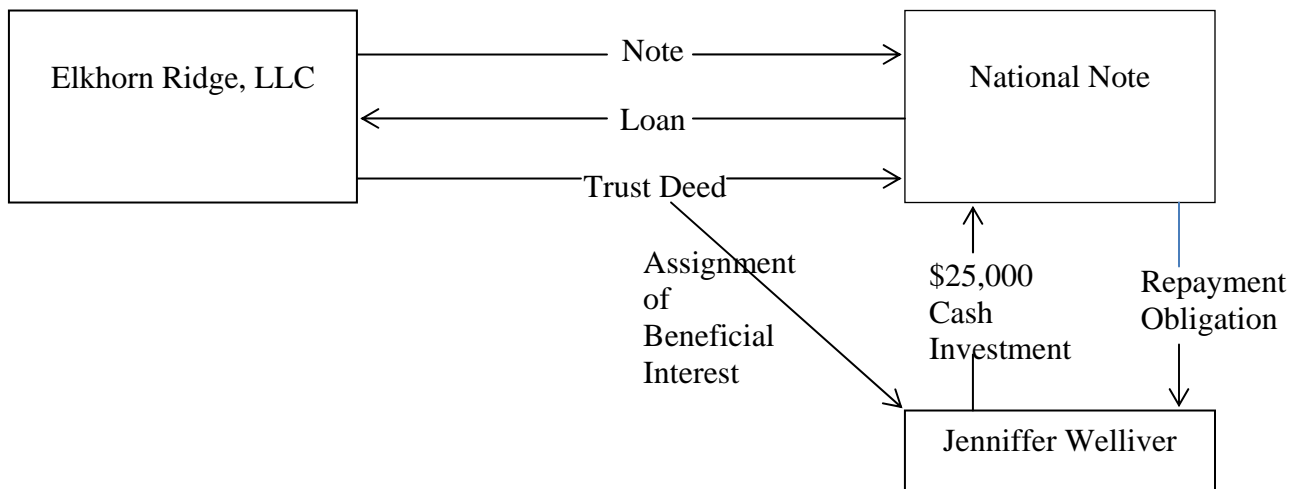 Elkhorn Ridge, LLC
Note
National Note
Loan
Trust Deed
Assignment
of
Beneficial
Interest
$25,000
Cash
Investment
Repayment
Obligation
Jenniffer Welliver